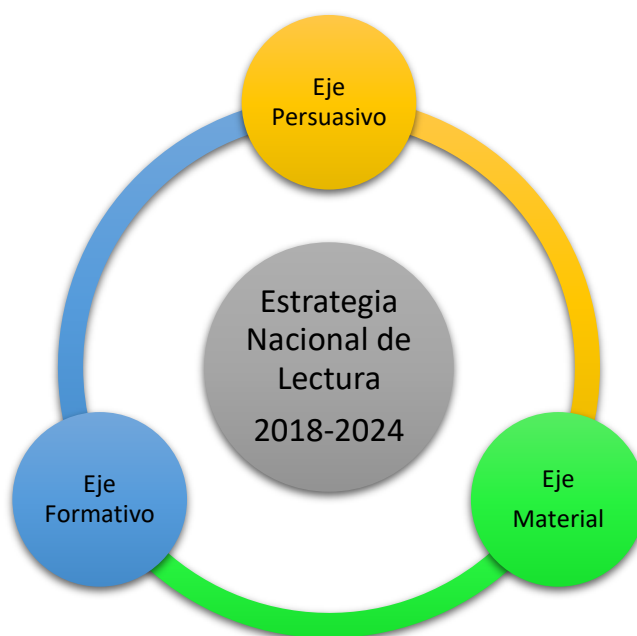 Eje
Persuasivo
Estrategia
Nacional de
Lectura
2018-2024
Eje
Formativo
Eje
Material